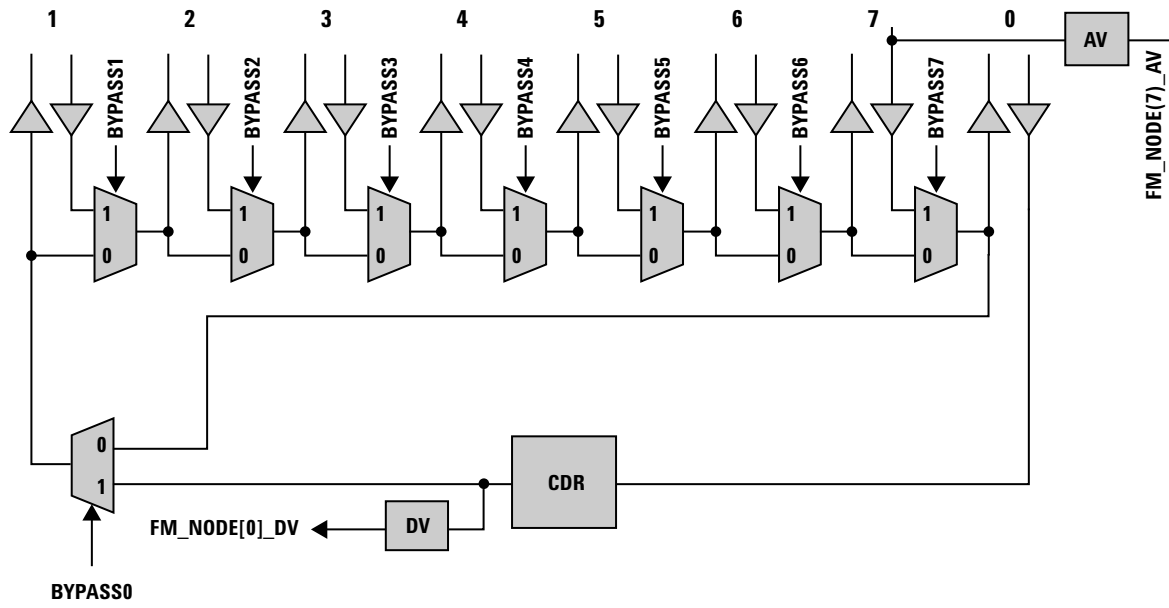 1 2 3 4 5 6 7 0
AV
FM_NODE(7)_AV
BYPASS1
BYPASS2
BYPASS3
BYPASS4
BYPASS5
BYPASS6
BYPASS7
1 1 1 1 1 1 1
0 0 0 0 0 0 0
0
1
CDR
FM_NODE[0]_DV
DV
BYPASS0